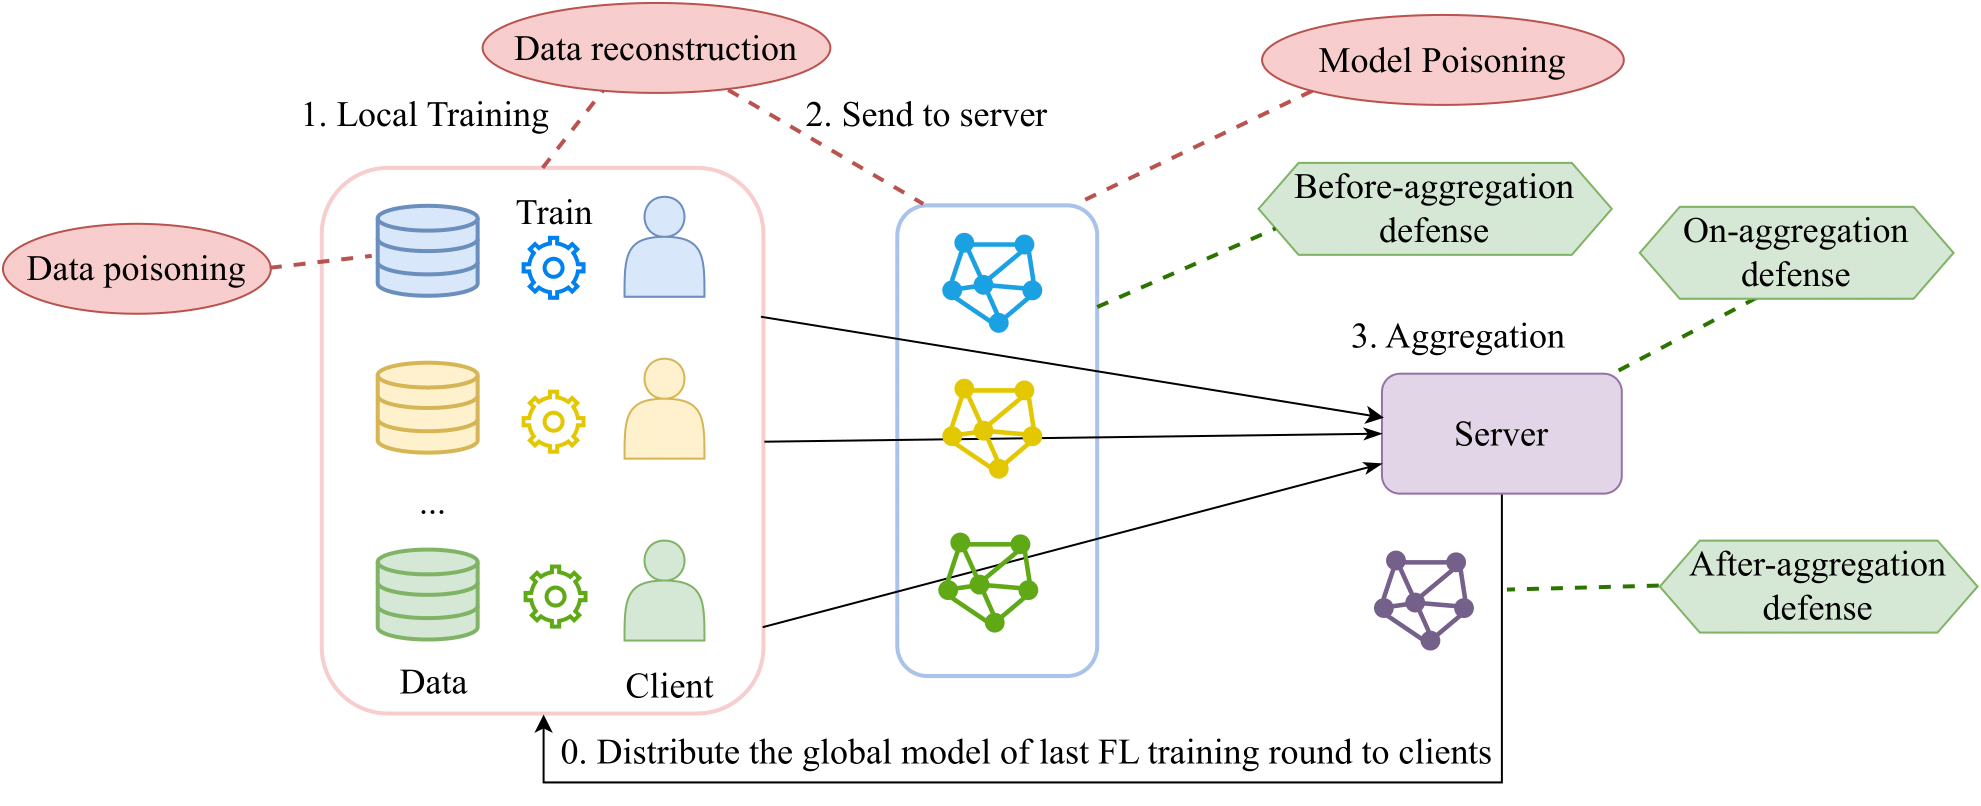 Data reconstruction
Model Poisoning
1. Local Training
2. Send to server
Before-aggregation
defense
Train
On-aggregation
defense
Data poisoning
3. Aggregation
Server
...
After-aggregation
defense
Data
Client
0. Distribute the global model of last FL training round to clients